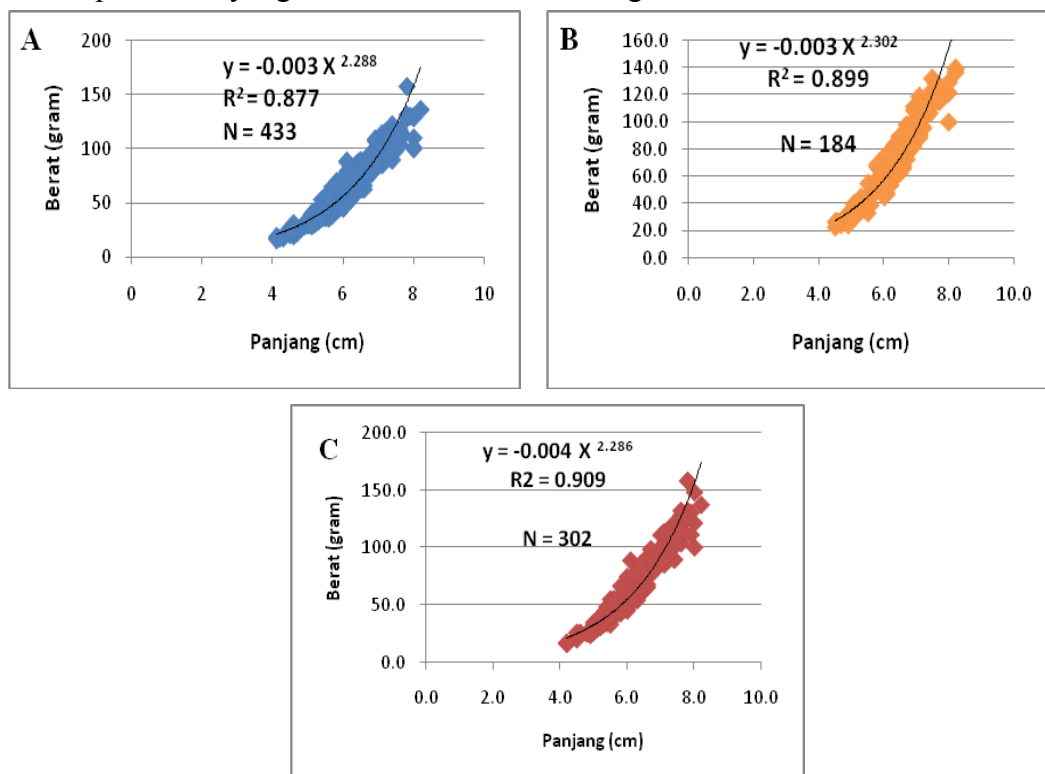 A
200
150
100
50
0
y = -0.003 X 2.288
R2 = 0.877
N = 433
Berat (gram)
0 2 4 6 8 10
Panjang (cm)
B
160.0
140.0
120.0
100.0
80.0
60.0
40.0
20.0
0.0
y = -0.003 X 2.302
R2 = 0.899
N = 184
Berat (gram)
0.0 2.0 4.0 6.0 8.0 10.0
Panjang (cm)
C
200.0
150.0
100.0
50.0
0.0
y = -0.004 X 2.286
R2 = 0.909
N = 302
Berat (gram)
0.0 2.0 4.0 6.0 8.0 10.0
Panjang (cm)